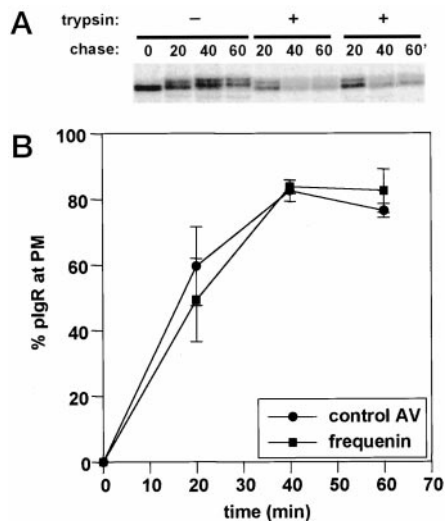 A
trypsin: – + +
chase: 0 20 40 60 20 40 60 20 40 60'
B
100
80
60
40
20
0
% pIgR at PM
control AV
frequenin
0 10 20 30 40 50 60 70
time (min)